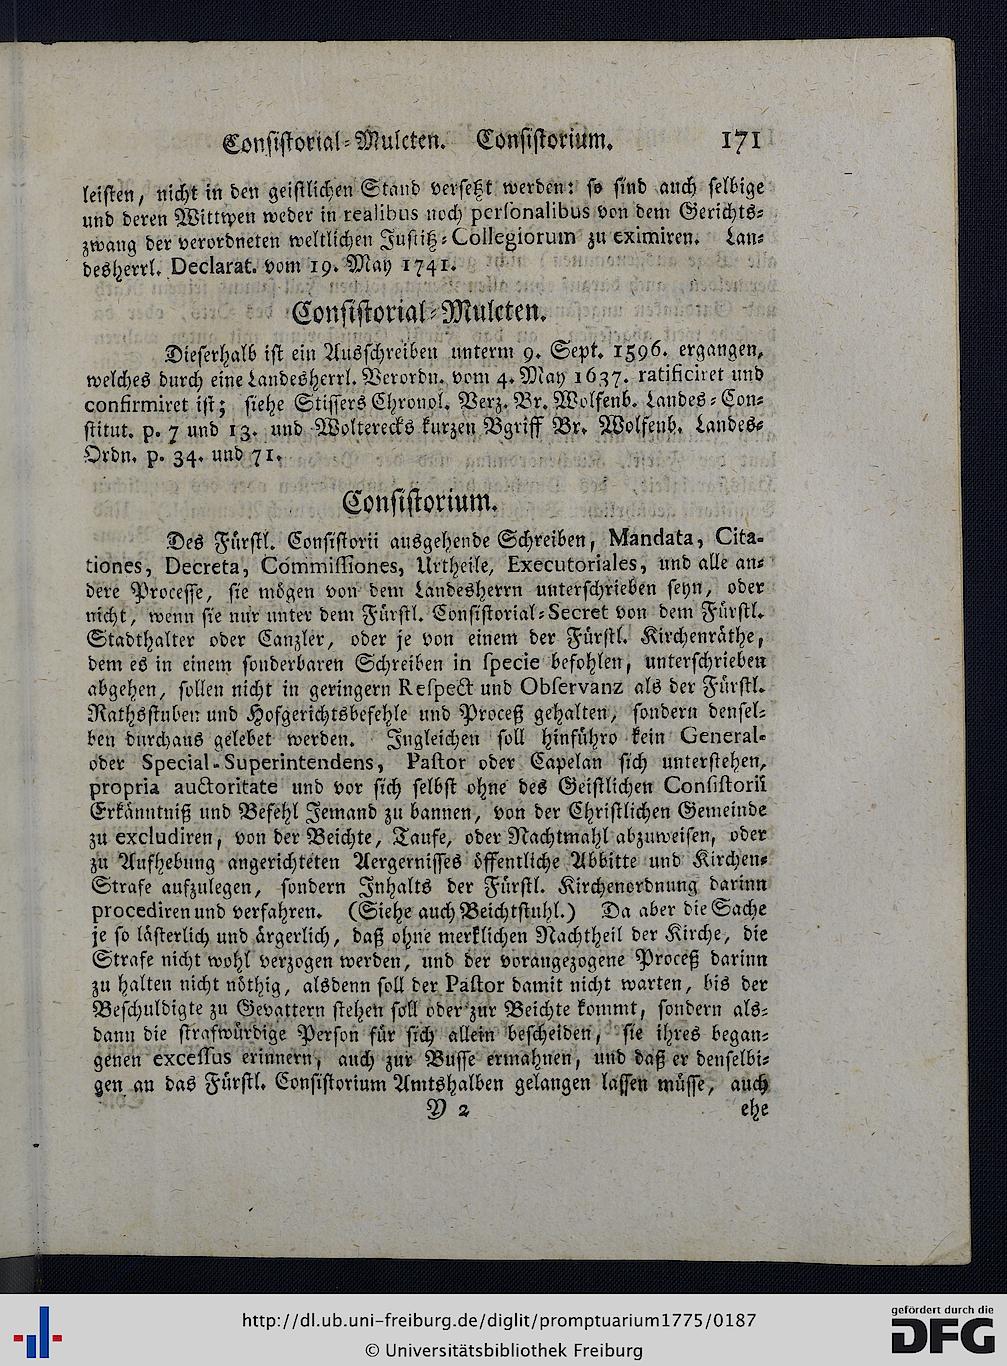 Consistorial-Mulcten. Consistorium. 171
leisten, nicht in den geistlichen Stand versetzt werden: so sind auch selbige
und deren Wittwen weder in realibus noch personalibus von dem Gerichts-
zwang der verordneten weltlichen Justitz-Collegiorum zu eximiren. Lan-
desherrl. Declarat. vom 19. May 1741.
Consistorial-Mulcten.
Dieserhalb ist ein Ausschreiben unterm 9. Sept. 1596. ergangen,
welches durch eine Landesherrl. Verordn. vom 4. May 1637. ratificiret und
confirmiret ist; siehe Stissers Chronol. Verz. Br. Wolfenb. Landes-Con-
stitut. p. 7 und 13. und Woltereck's kurzen Bgriff Br. Wolfenb. Landes-
Ordn. p. 34. und 71.
Consistorium.
Des Fürstl. Consistorii ausgehende Schreiben, Mandata, Cita-
tiones, Decreta, Commissiones, Urtheile, Executoriales, und alle an-
dere Processe, sie mögen von dem Landesherrn unterschrieben seyn, oder
nicht, wenn sie nur unter dem Fürstl. Consistorial-Secret von dem Fürstl.
Stadthalter oder Canzler, oder je von einem der Fürstl. Kirchenräthe,
dem es in einem sonderbaren Schreiben in specie befohlen, unterschrieben
abgehen, sollen nicht in geringern Respect und Observanz als der Fürstl.
Rathsstuben und Hofgerichtsbefehle und Proceß gehalten, sondern densel-
ben durchaus gelebet werden. Ingleichen soll hinführo kein General-
oder Special-Superintendens, Pastor oder Capelan sich unterstehen,
propria auctoritate und vor sich selbst ohne des Geistlichen Consistorii
Erkänntniß und Befehl Jemand zu bannen, von der Christlichen Gemeinde
zu excludiren, von der Beichte, Taufe, oder Nachtmahl abzuweisen, oder
zu Aufhebung angerichteten Aergernisses öffentliche Abbitte und Kirchen-
Strafe aufzulegen, sondern Inhalts der Fürstl. Kirchenordnung darinn
procediren und verfahren. (Siehe auch Beichtstuhl.) Da aber die Sache
je so lästerlich und ärgerlich, daß ohne merklichen Nachtheil der Kirche, die
Strafe nicht wohl verzogen werden, und der vorangezogene Proceß darinn
zu halten nicht nöthig, alsdenn soll der Pastor damit nicht warten, bis der
Beschuldigte zu Gevattern stehen soll oder zur Beichte kommt, sondern als-
dann die strafwürdige Person für sich allein bescheiden, sie ihres began-
genen excessus erinnern, auch zur Busse ermahnen, und daß er denselbi-
gen an das Fürstl. Consistorium Amtshalben gelangen lassen müsse, auch
Y 2 ehe
http://dl.ub.uni-freiburg.de/diglit/promptuarium1775/0187
© Universitätsbibliothek Freiburg
gefördert durch die
DFG